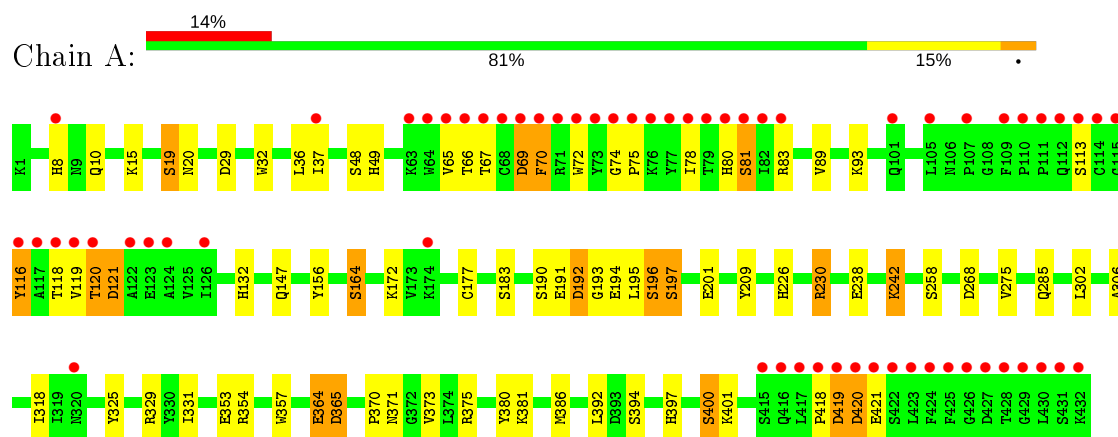 14%
Chain A:
81%
15%
K1 H8 N9 Q10 K15 S19 N20 D29 W32 L36 I37 S48 H49 K63 W64 V65 T66 T67 C68 D69 F70 R71 W72 Y73 G74 P75 K76 Y77 I78 T79 H80 S81 I82 R83 V89 K93 Q101 L105 N106 P107 G108 F109 P110 P111 Q112 S113 C114 G115
Y116 A117 T118 V119 T120 D121 A122 E123 A124 V125 I126 H132 Q147 Y156 S164 K172 V173 K174 C177 S183 S190 E191 D192 G193 E194 L195 S196 S197 E201 Y209 H226 R230 E238 K242 S258 D268 V275 Q285 L302 A306
I318 I319 N320 Y325 R329 Y330 I331 E353 R354 W357 E364 D365 P370 N371 G372 V373 L374 R375 Y380 K381 M386 L392 D393 S394 H397 S400 K401 S415 Q416 L417 P418 D419 D420 E421 S422 L423 F424 F425 G426 D427 T428 G429 L430 S431 K432